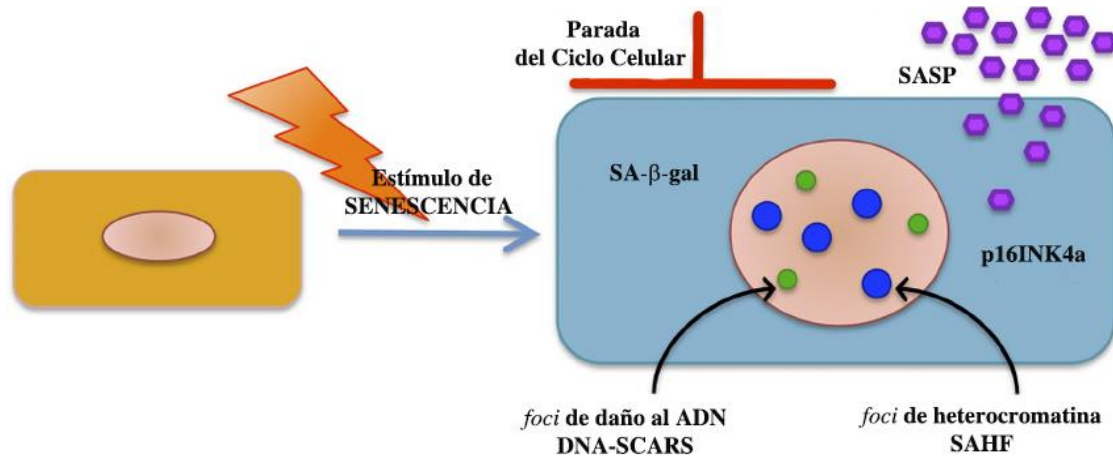 Parada
del Ciclo Celular
SASP
Estímulo de
SENESCENCIA
SA-β-gal
p16INK4a
foci de daño al ADN
DNA-SCARS
foci de heterocromatina
SAHF